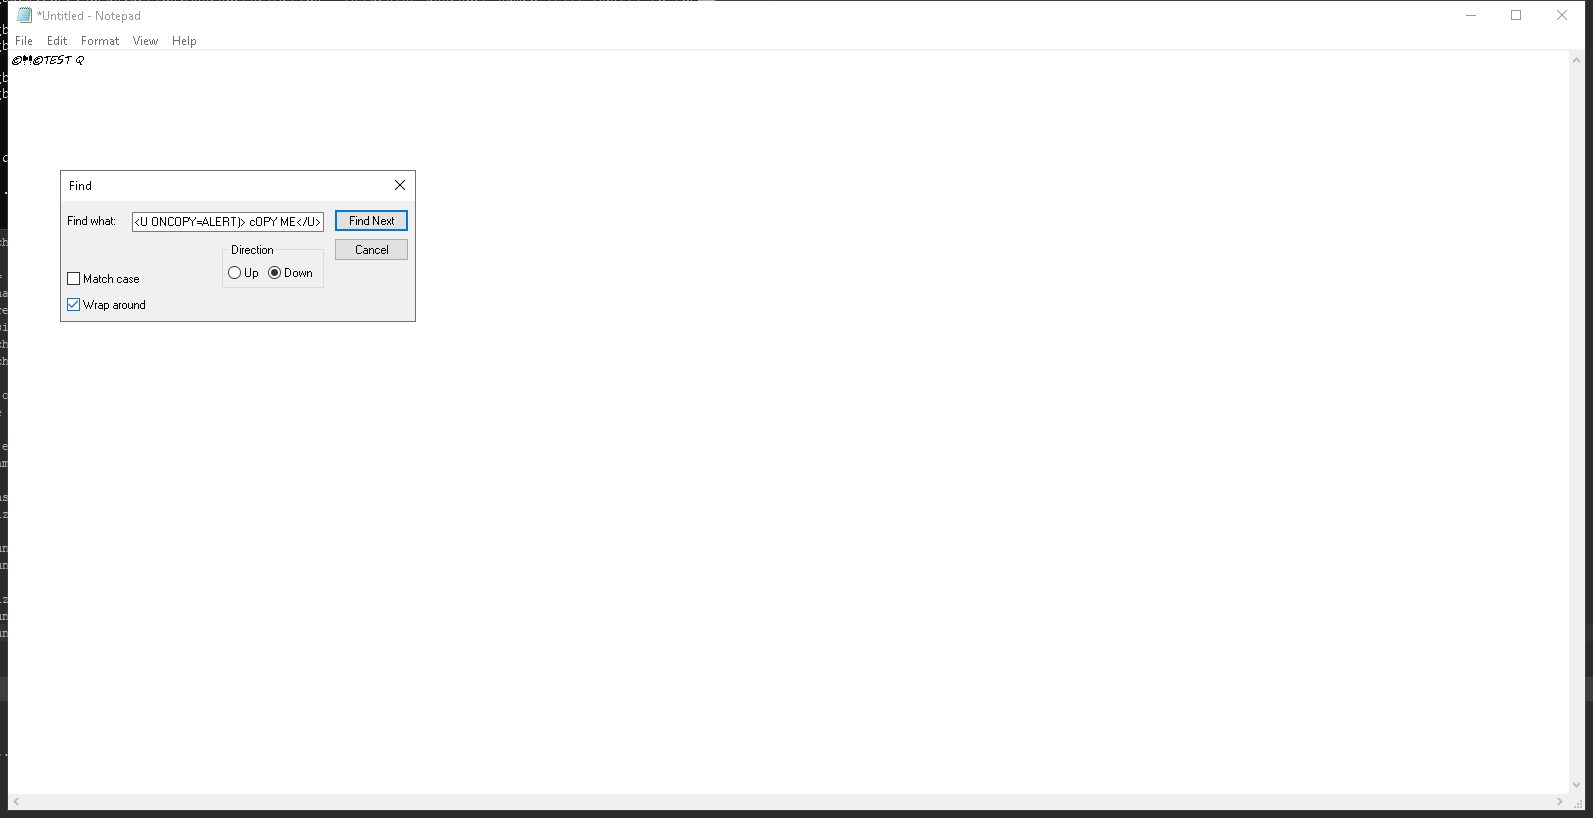 *Untitled - Notepad
File Edit Format View Help
TEST Q
Find
Find what: <U ONCOPY=ALERT)> cOPY ME</U> Find Next
Direction Cancel
Up Down
Match case
Wrap around